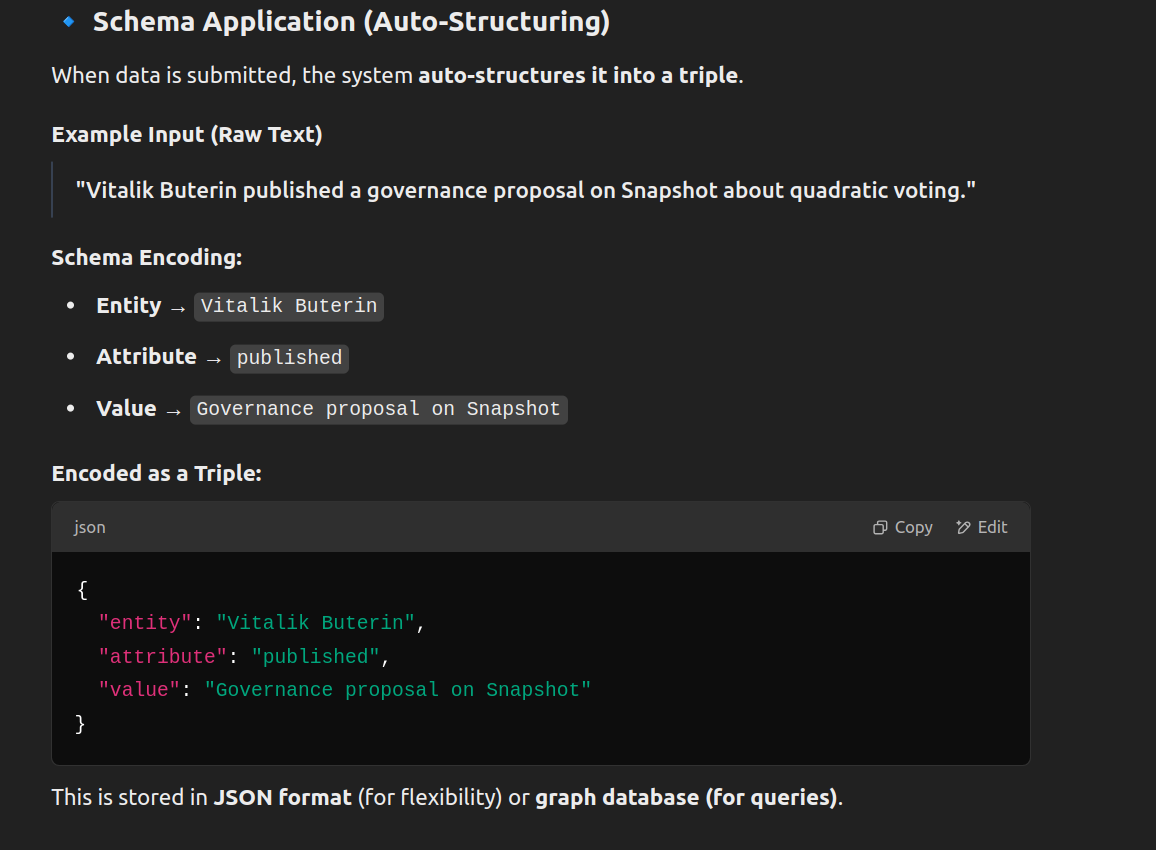 🔹 Schema Application (Auto-Structuring)
When data is submitted, the system auto-structures it into a triple.
Example Input (Raw Text)
"Vitalik Buterin published a governance proposal on Snapshot about quadratic voting."
Schema Encoding:
• Entity → Vitalik Buterin
• Attribute → published
• Value → Governance proposal on Snapshot
Encoded as a Triple:
json Copy Edit
{
"entity": "Vitalik Buterin",
"attribute": "published",
"value": "Governance proposal on Snapshot"
}
This is stored in JSON format (for flexibility) or graph database (for queries).